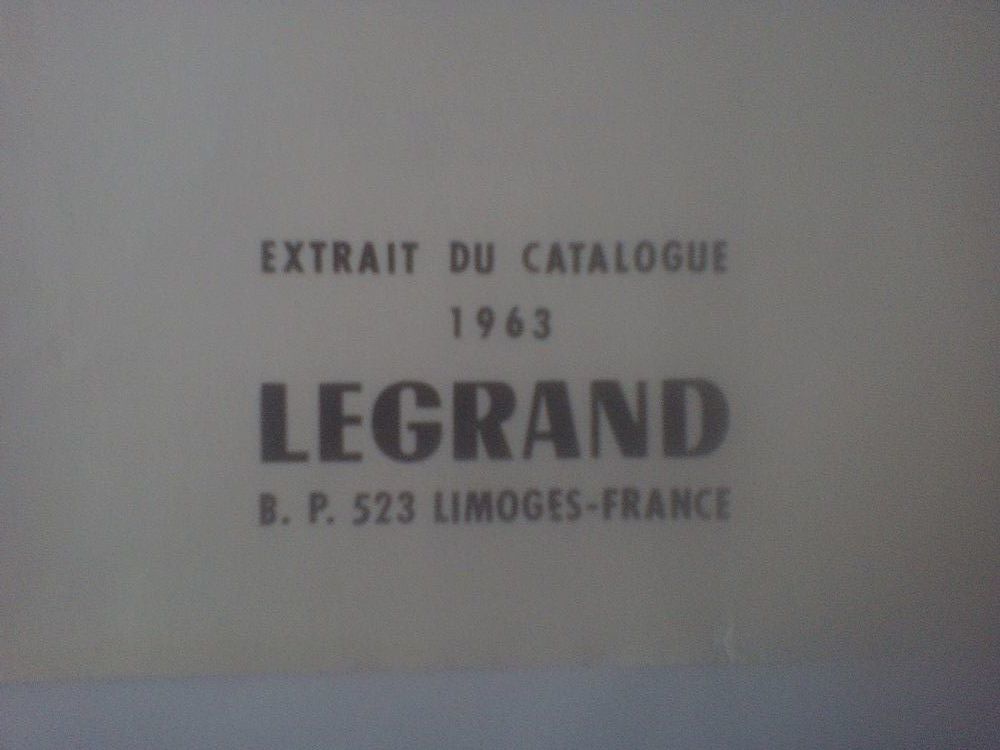 EXTRAIT DU CATALOGUE
1963
LEGRAND
B. P. 523 LIMOGES-FRANCE